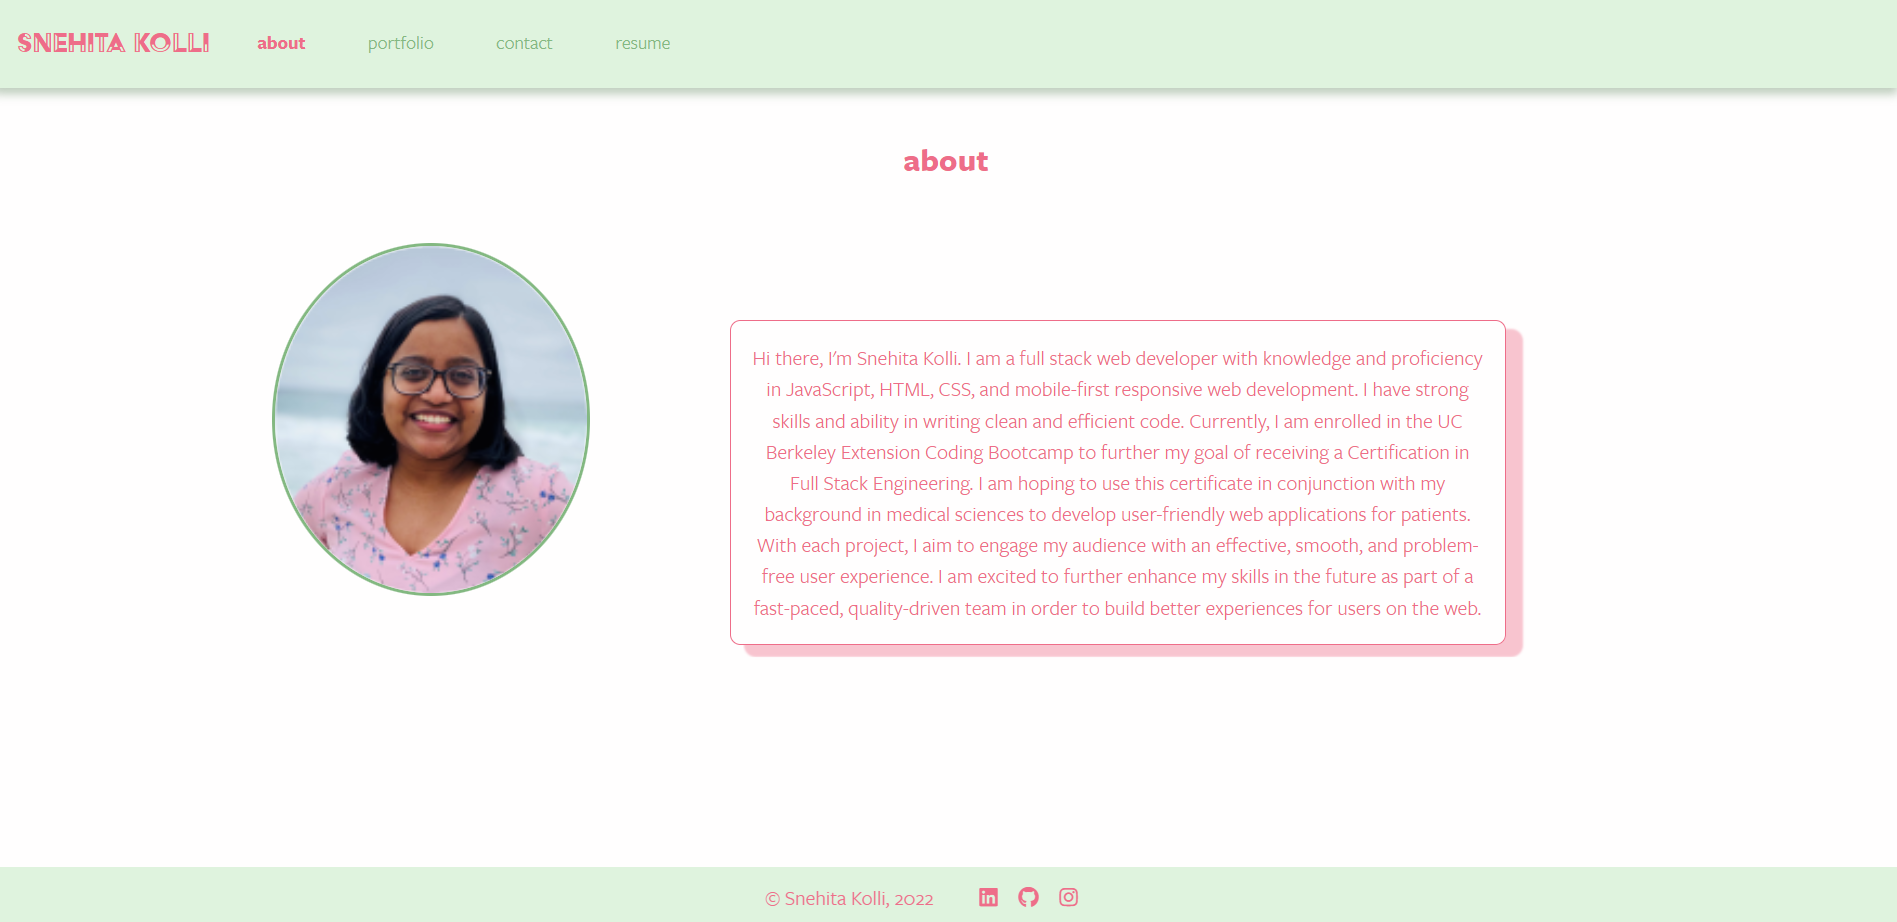 SNEHITA KOLLI about portfolio contact resume
about
Hi there, I'm Snehita Kolli. I am a full stack web developer with knowledge and proficiency
in JavaScript, HTML, CSS, and mobile-first responsive web development. I have strong
skills and ability in writing clean and efficient code. Currently, I am enrolled in the UC
Berkeley Extension Coding Bootcamp to further my goal of receiving a Certification in
Full Stack Engineering. I am hoping to use this certificate in conjunction with my
background in medical sciences to develop user-friendly web applications for patients.
With each project, I aim to engage my audience with an effective, smooth, and problem-
free user experience. I am excited to further enhance my skills in the future as part of a
fast-paced, quality-driven team in order to build better experiences for users on the web.
© Snehita Kolli, 2022 in